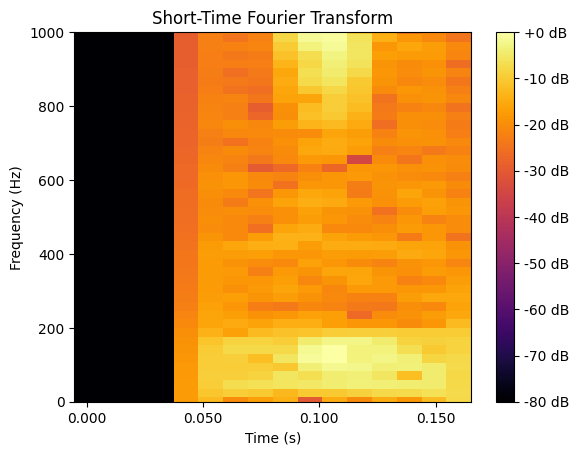 Short-Time Fourier Transform
1000
800
600
400
200
0
Frequency (Hz)
0.000
0.050
0.100
0.150
Time (s)
+0 dB
-10 dB
-20 dB
-30 dB
-40 dB
-50 dB
-60 dB
-70 dB
-80 dB